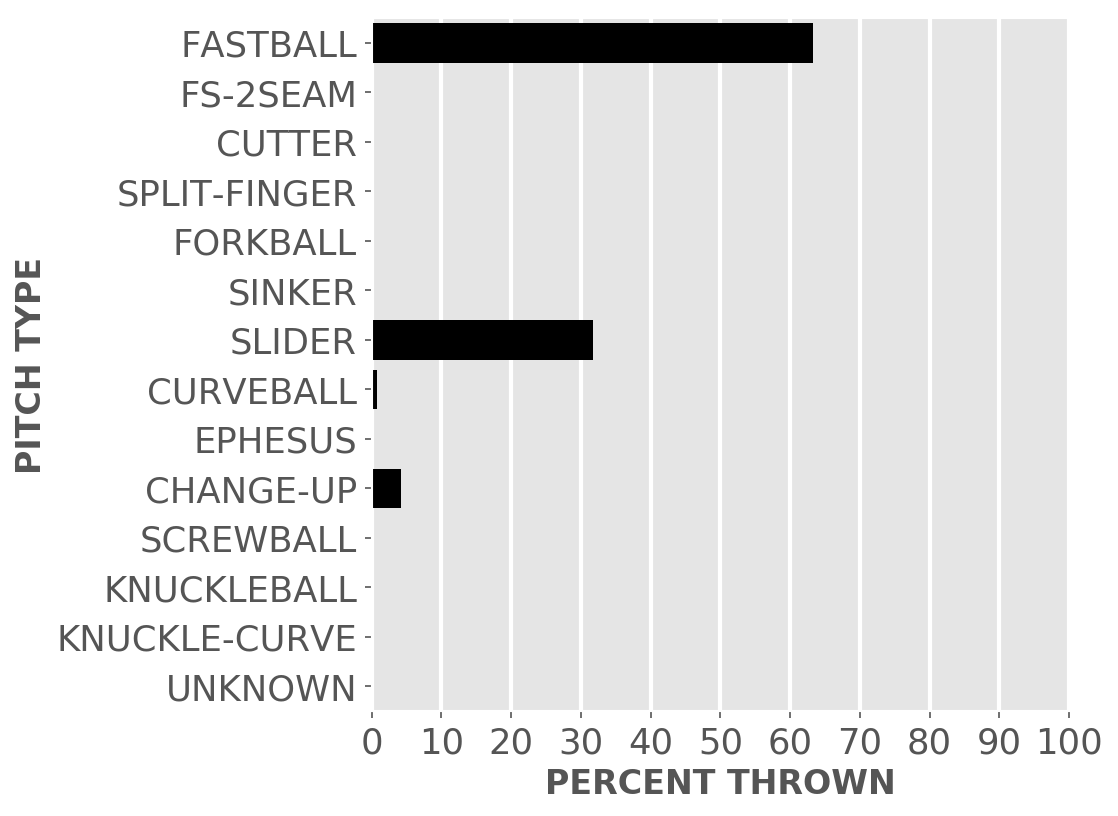 FASTBALL
FS-2SEAM
CUTTER
SPLIT-FINGER
FORKBALL
SINKER
SLIDER
CURVEBALL
EPHESUS
CHANGE-UP
SCREWBALL
KNUCKLEBALL
KNUCKLE-CURVE
UNKNOWN
PITCH TYPE
0 10 20 30 40 50 60 70 80 90 100
PERCENT THROWN